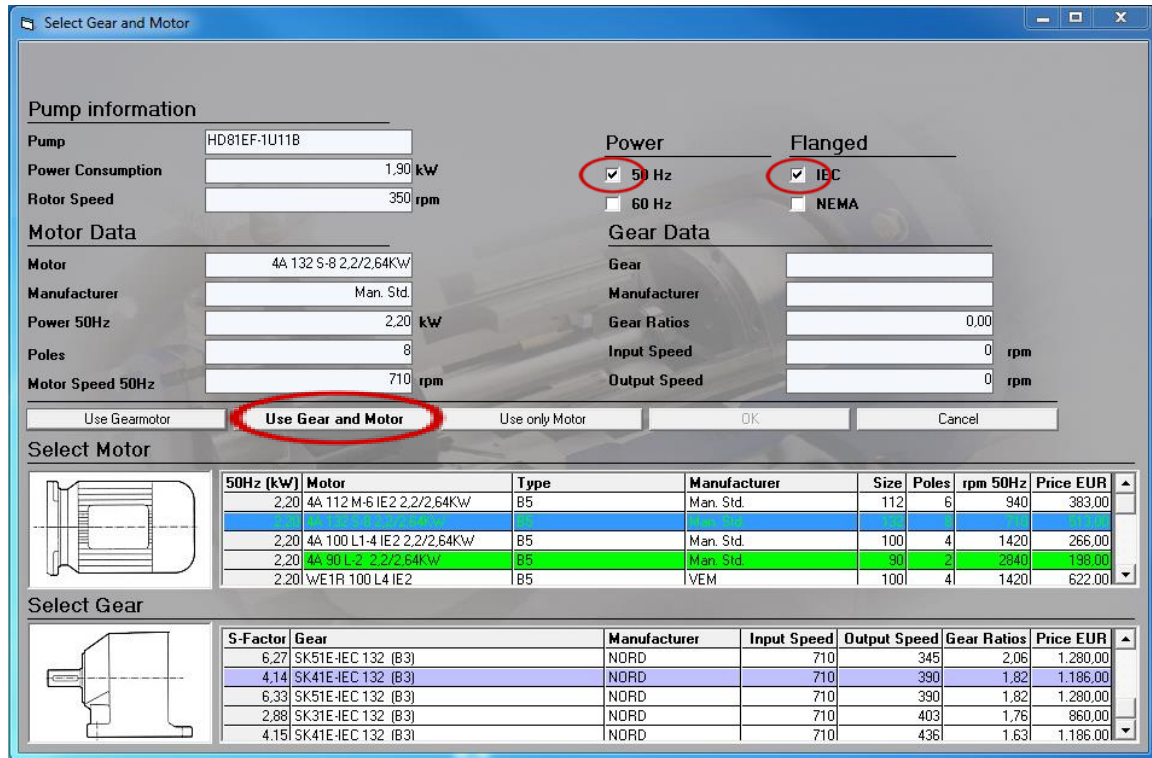 Select Gear and Motor
Pump information
Pump HD81EF-1U11B
Power Consumption 1,90 kW
Rotor Speed 350 rpm
Power Flanged
50 Hz IEC
60 Hz NEMA
Motor Data
Motor 4A 132 S-8 2,2/2,64KW
Manufacturer Man. Std.
Power 50Hz 2,20 kW
Poles 8
Motor Speed 50Hz 710 rpm
Gear Data
Gear
Manufacturer
Gear Ratios 0,00
Input Speed 0 rpm
Output Speed 0 rpm
Use Gearmotor Use Gear and Motor Use only Motor OK Cancel
Select Motor
50Hz (kW) Motor Type Manufacturer Size Poles rpm 50Hz Price EUR
2,20 4A 112 M-6 IE2 2,2/2,64KW B5 Man. Std. 112 6 940 383,00
2,20 4A 132 S-8 2,2/2,64KW B5 Man. Std. 132 8 710 513,00
2,20 4A 100 L1-4 IE2 2,2/2,64KW B5 Man. Std. 100 4 1420 266,00
2,20 4A 90 L-2 2,2/2,64KW B5 Man. Std. 90 2 2840 198,00
2,20 WE1R 100 L4 IE2 B5 VEM 100 4 1420 622,00
Select Gear
S-Factor Gear Manufacturer Input Speed Output Speed Gear Ratios Price EUR
6,27 SK51E-IEC 132 (B3) NORD 710 345 2,06 1.280,00
4,14 SK41E-IEC 132 (B3) NORD 710 390 1,82 1.186,00
6,33 SK51E-IEC 132 (B3) NORD 710 390 1,82 1.280,00
2,88 SK31E-IEC 132 (B3) NORD 710 403 1,76 860,00
4,15 SK41E-IEC 132 (B3) NORD 710 436 1,63 1.186,00